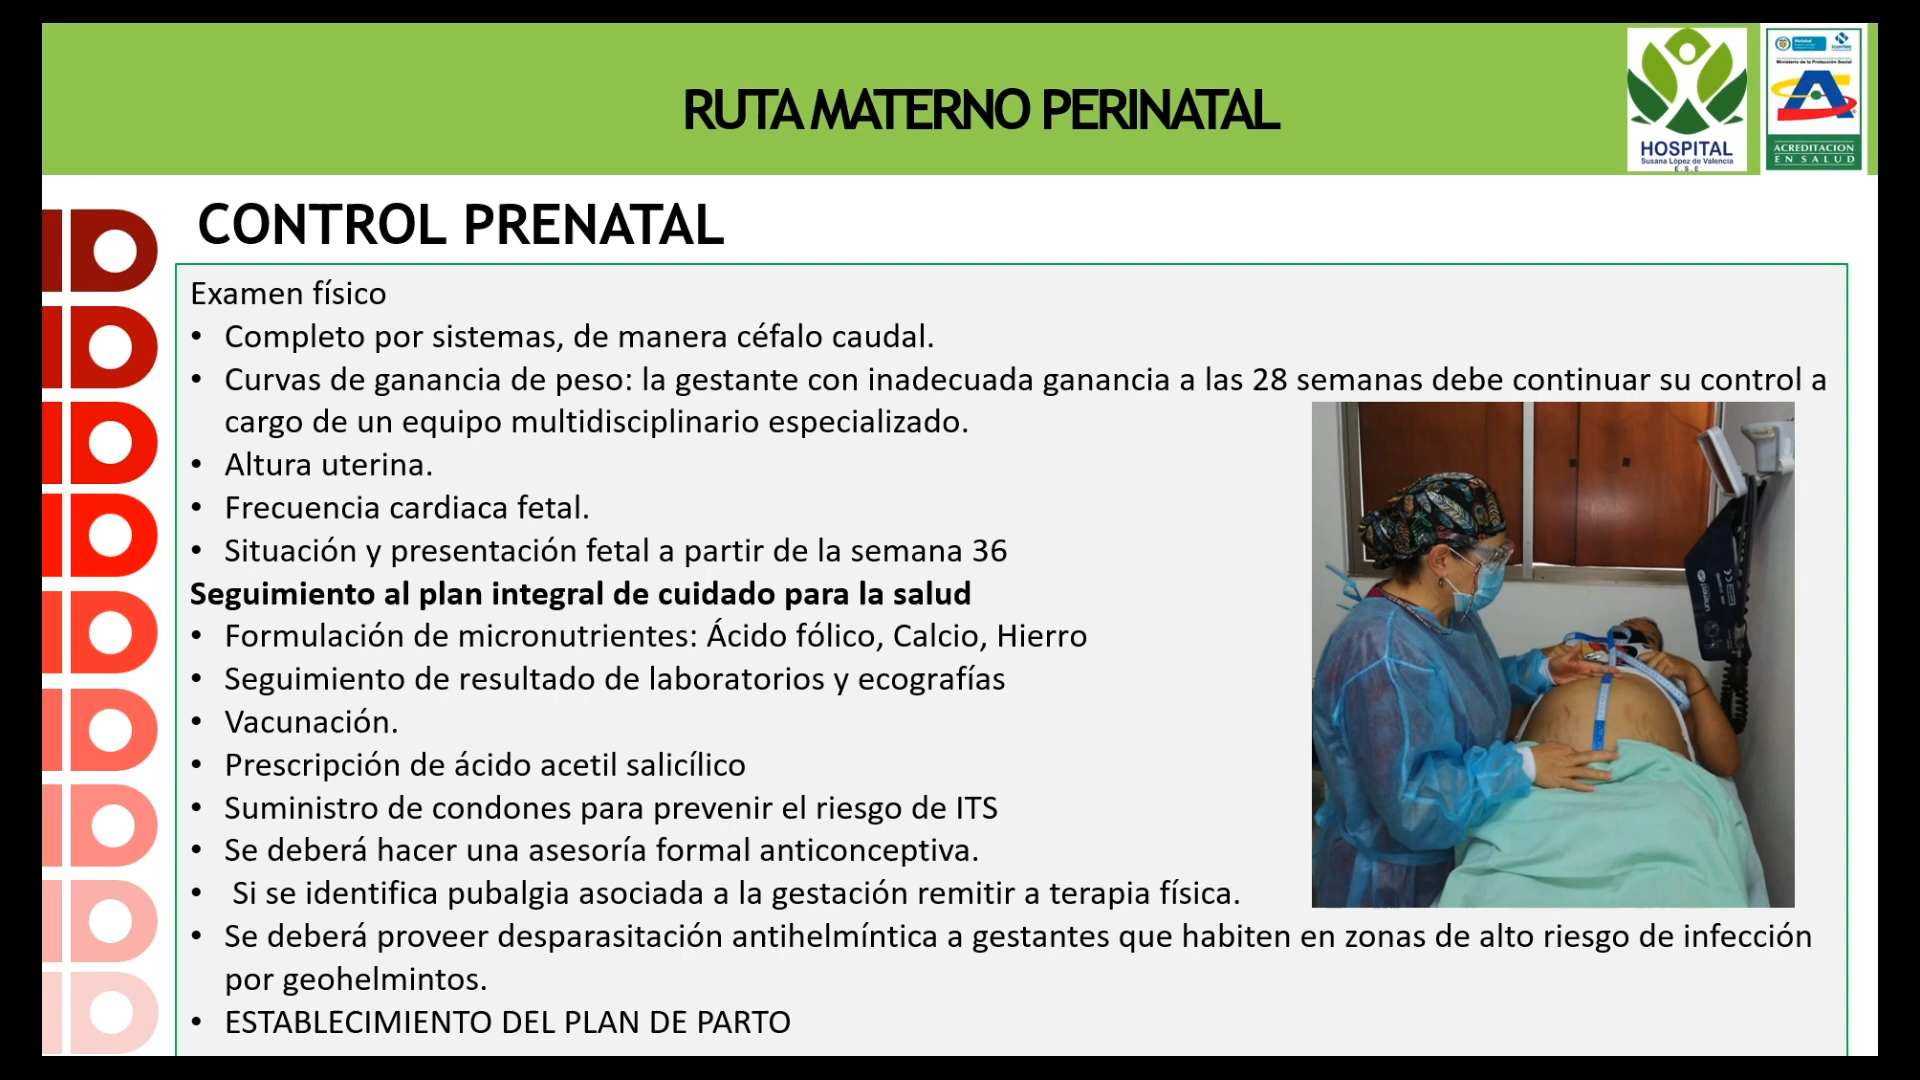 RUTA MATERNO PERINATAL
HOSPITAL
Susana López de Valencia
E.S.E
Ministerio de la Protección Social
ACREDITACION
EN SALUD
CONTROL PRENATAL
Examen físico
• Completo por sistemas, de manera céfalo caudal.
• Curvas de ganancia de peso: la gestante con inadecuada ganancia a las 28 semanas debe continuar su control a
cargo de un equipo multidisciplinario especializado.
• Altura uterina.
• Frecuencia cardiaca fetal.
• Situación y presentación fetal a partir de la semana 36
Seguimiento al plan integral de cuidado para la salud
• Formulación de micronutrientes: Ácido fólico, Calcio, Hierro
• Seguimiento de resultado de laboratorios y ecografías
• Vacunación.
• Prescripción de ácido acetil salicílico
• Suministro de condones para prevenir el riesgo de ITS
• Se deberá hacer una asesoría formal anticonceptiva.
• Si se identifica pubalgia asociada a la gestación remitir a terapia física.
• Se deberá proveer desparasitación antihelmíntica a gestantes que habiten en zonas de alto riesgo de infección
por geohelmintos.
• ESTABLECIMIENTO DEL PLAN DE PARTO